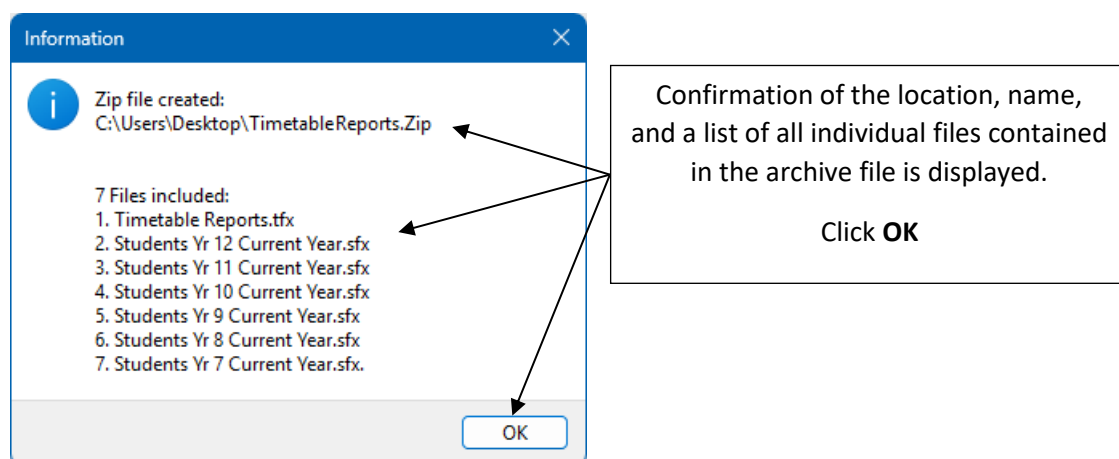 Information
Zip file created:
C:\Users\Desktop\TimetableReports.Zip
7 Files included:
1. Timetable Reports.tfx
2. Students Yr 12 Current Year.sfx
3. Students Yr 11 Current Year.sfx
4. Students Yr 10 Current Year.sfx
5. Students Yr 9 Current Year.sfx
6. Students Yr 8 Current Year.sfx
7. Students Yr 7 Current Year.sfx.
OK
Confirmation of the location, name,
and a list of all individual files contained
in the archive file is displayed.
Click OK